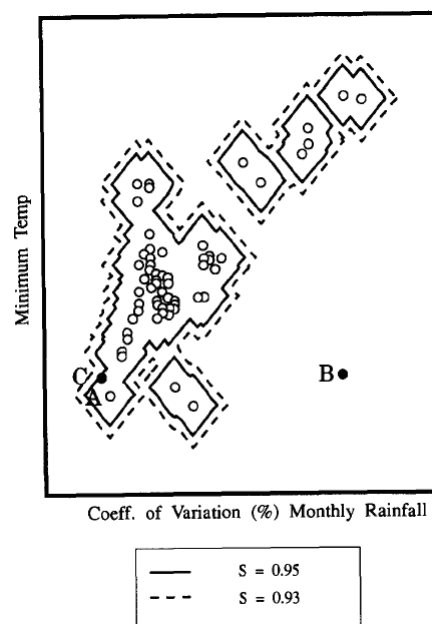 Minimum Temp
C
A
B
Coeff. of Variation (%) Monthly Rainfall
S = 0.95
S = 0.93